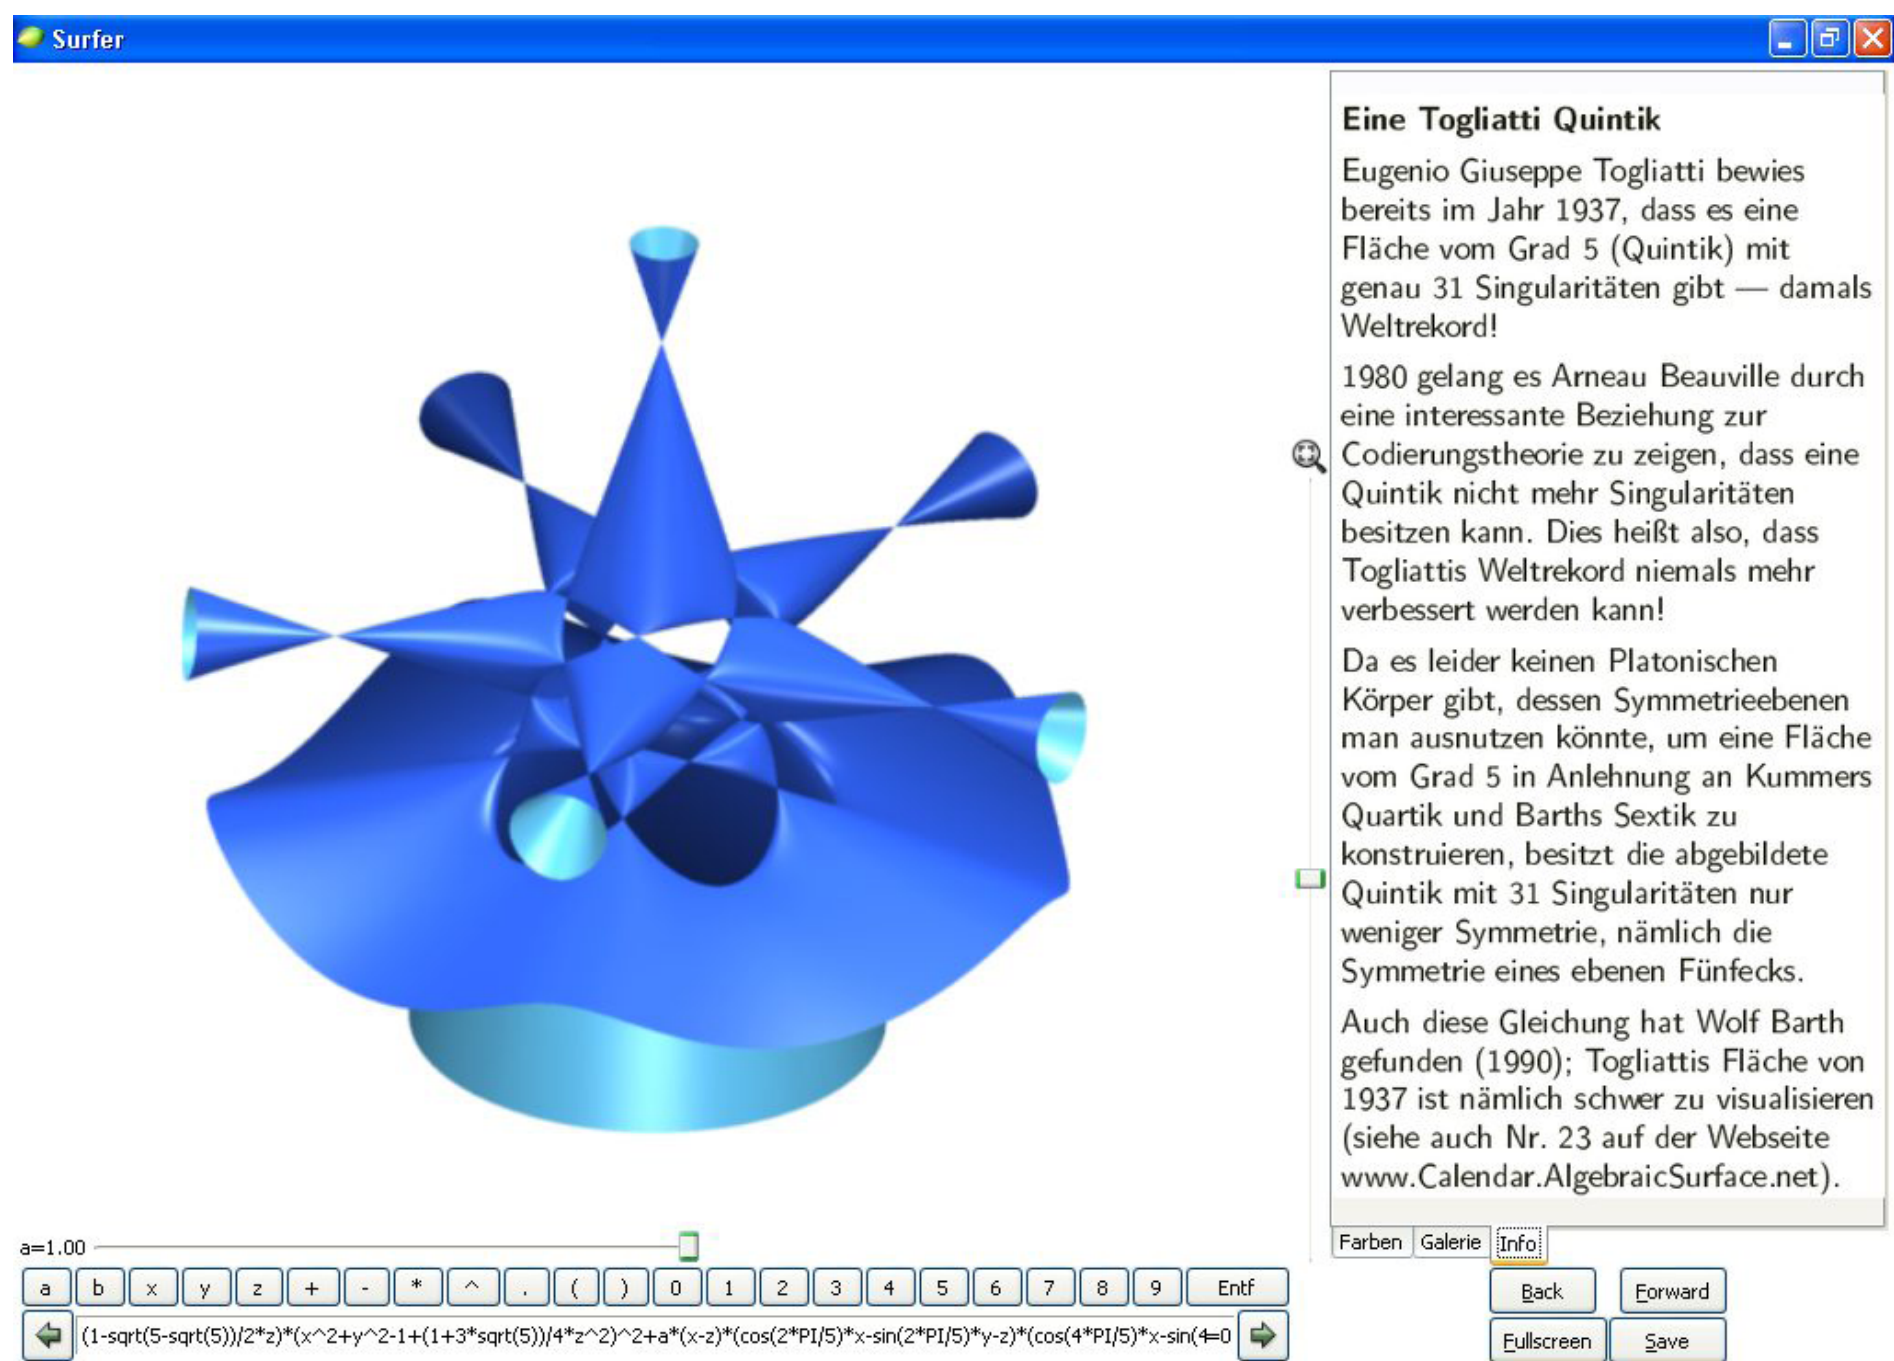 Surfer
Eine Togliatti Quintik
Eugenio Giuseppe Togliatti bewies
bereits im Jahr 1937, dass es eine
Fläche vom Grad 5 (Quintik) mit
genau 31 Singularitäten gibt — damals
Weltrekord!
1980 gelang es Arneau Beauville durch
eine interessante Beziehung zur
Codierungstheorie zu zeigen, dass eine
Quintik nicht mehr Singularitäten
besitzen kann. Dies heißt also, dass
Togliattis Weltrekord niemals mehr
verbessert werden kann!
Da es leider keinen Platonischen
Körper gibt, dessen Symmetrieebenen
man ausnutzen könnte, um eine Fläche
vom Grad 5 in Anlehnung an Kummers
Quartik und Barths Sextik zu
konstruieren, besitzt die abgebildete
Quintik mit 31 Singularitäten nur
weniger Symmetrie, nämlich die
Symmetrie eines ebenen Fünfecks.
Auch diese Gleichung hat Wolf Barth
gefunden (1990); Togliattis Fläche von
1937 ist nämlich schwer zu visualisieren
(siehe auch Nr. 23 auf der Webseite
www.Calendar.AlgebraicSurface.net).
Farben Galerie Info
a=1.00
a b x y z + - * ^ . ( ) 0 1 2 3 4 5 6 7 8 9 Entf
(1-sqrt(5-sqrt(5))/2*z)*(x^2+y^2-1+(1+3*sqrt(5))/4*z^2)^2+a*(x-z)*(cos(2*PI/5)*x-sin(2*PI/5)*y-z)*(cos(4*PI/5)*x-sin(4=0
Back Forward
Fullscreen Save